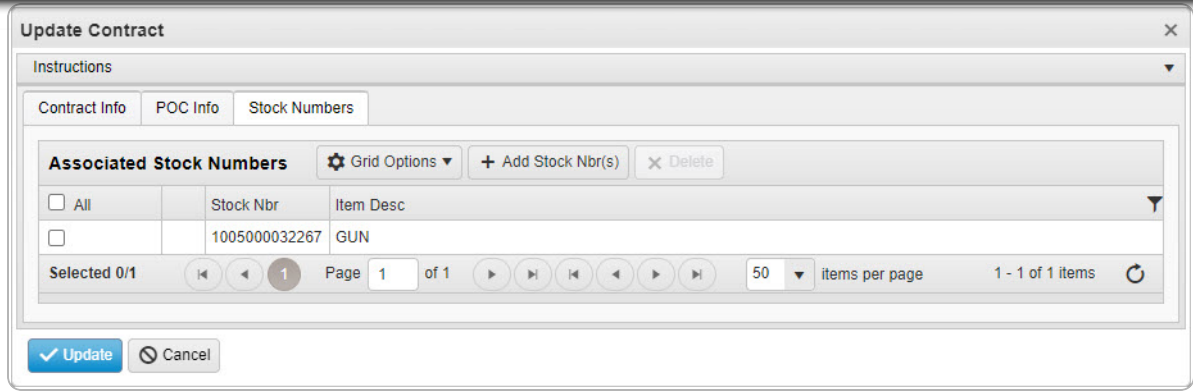 Update Contract
Instructions
Contract Info POC Info Stock Numbers
Associated Stock Numbers Grid Options Add Stock Nbr(s) Delete
All Stock Nbr Item Desc
1005000032267 GUN
Selected 0/1 1 Page 1 of 1 50 items per page 1 - 1 of 1 items
Update Cancel